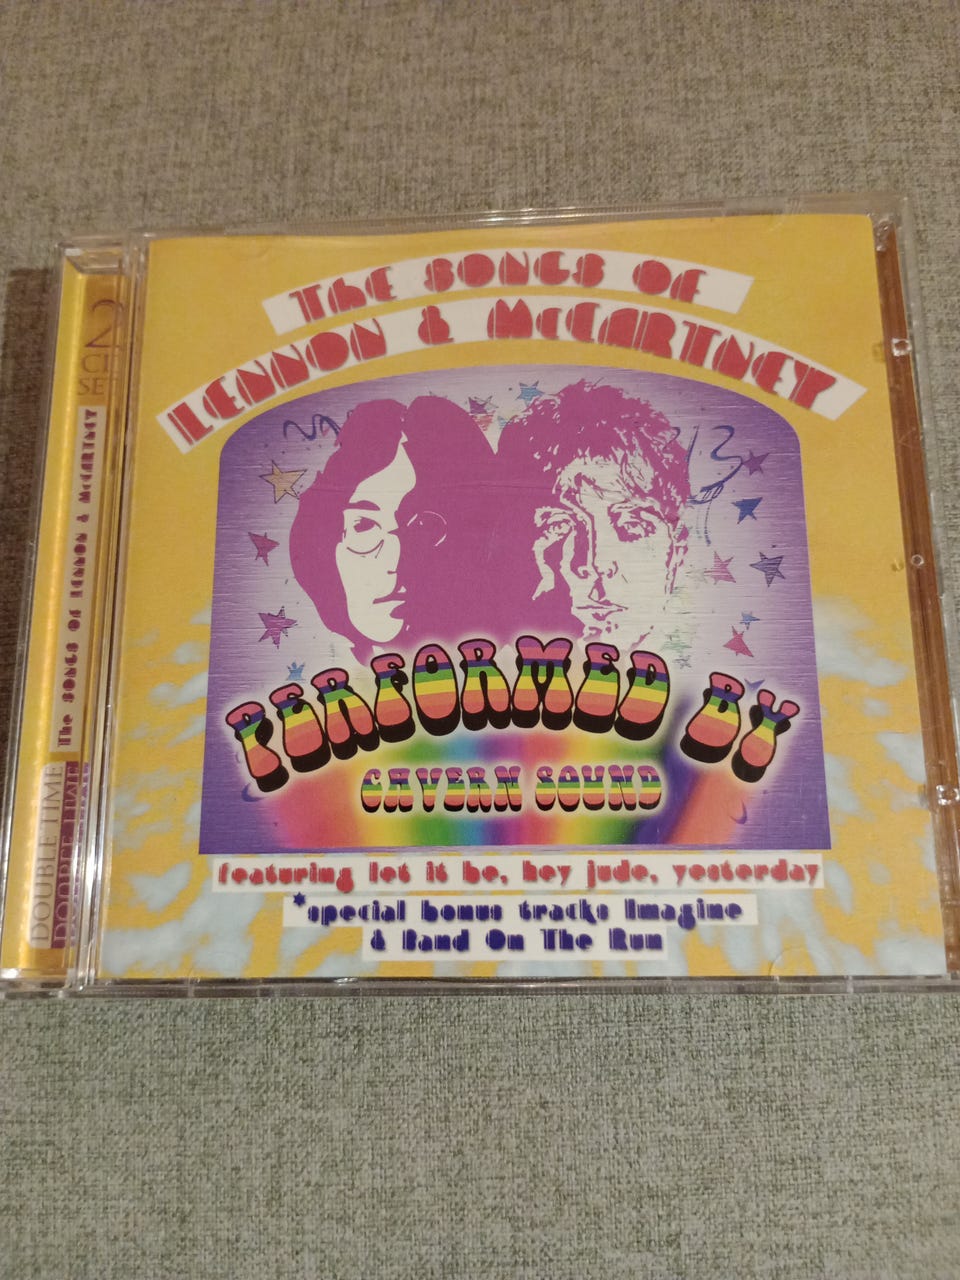 The Songs of
Lennon & McCartney
Performed By
Cavern Sound
featuring let it be, hey jude, yesterday
*special bonus tracks Imagine
& Band On The Run
2
CD
SET
The Songs of Lennon & McCartney
DOUBLE TIME